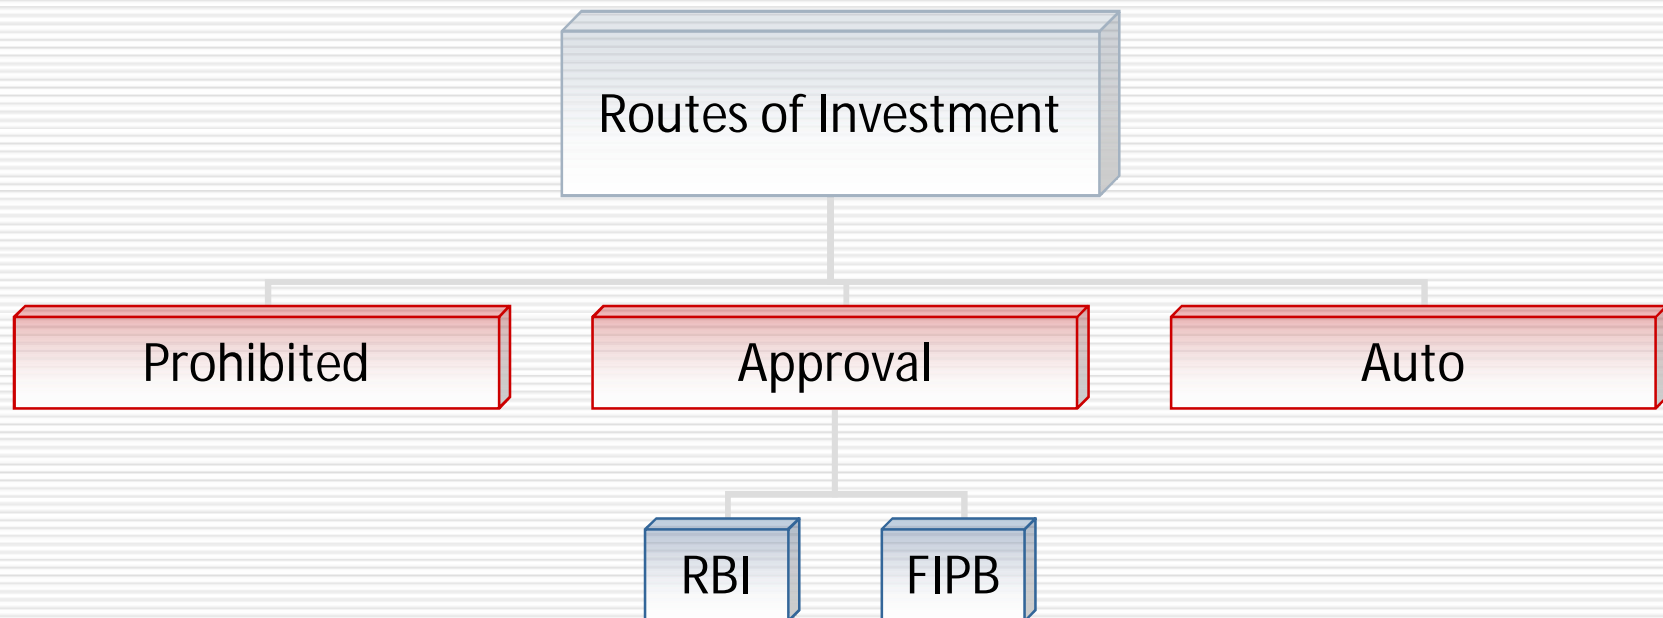 Routes of Investment
Prohibited
Approval
Auto
RBI
FIPB